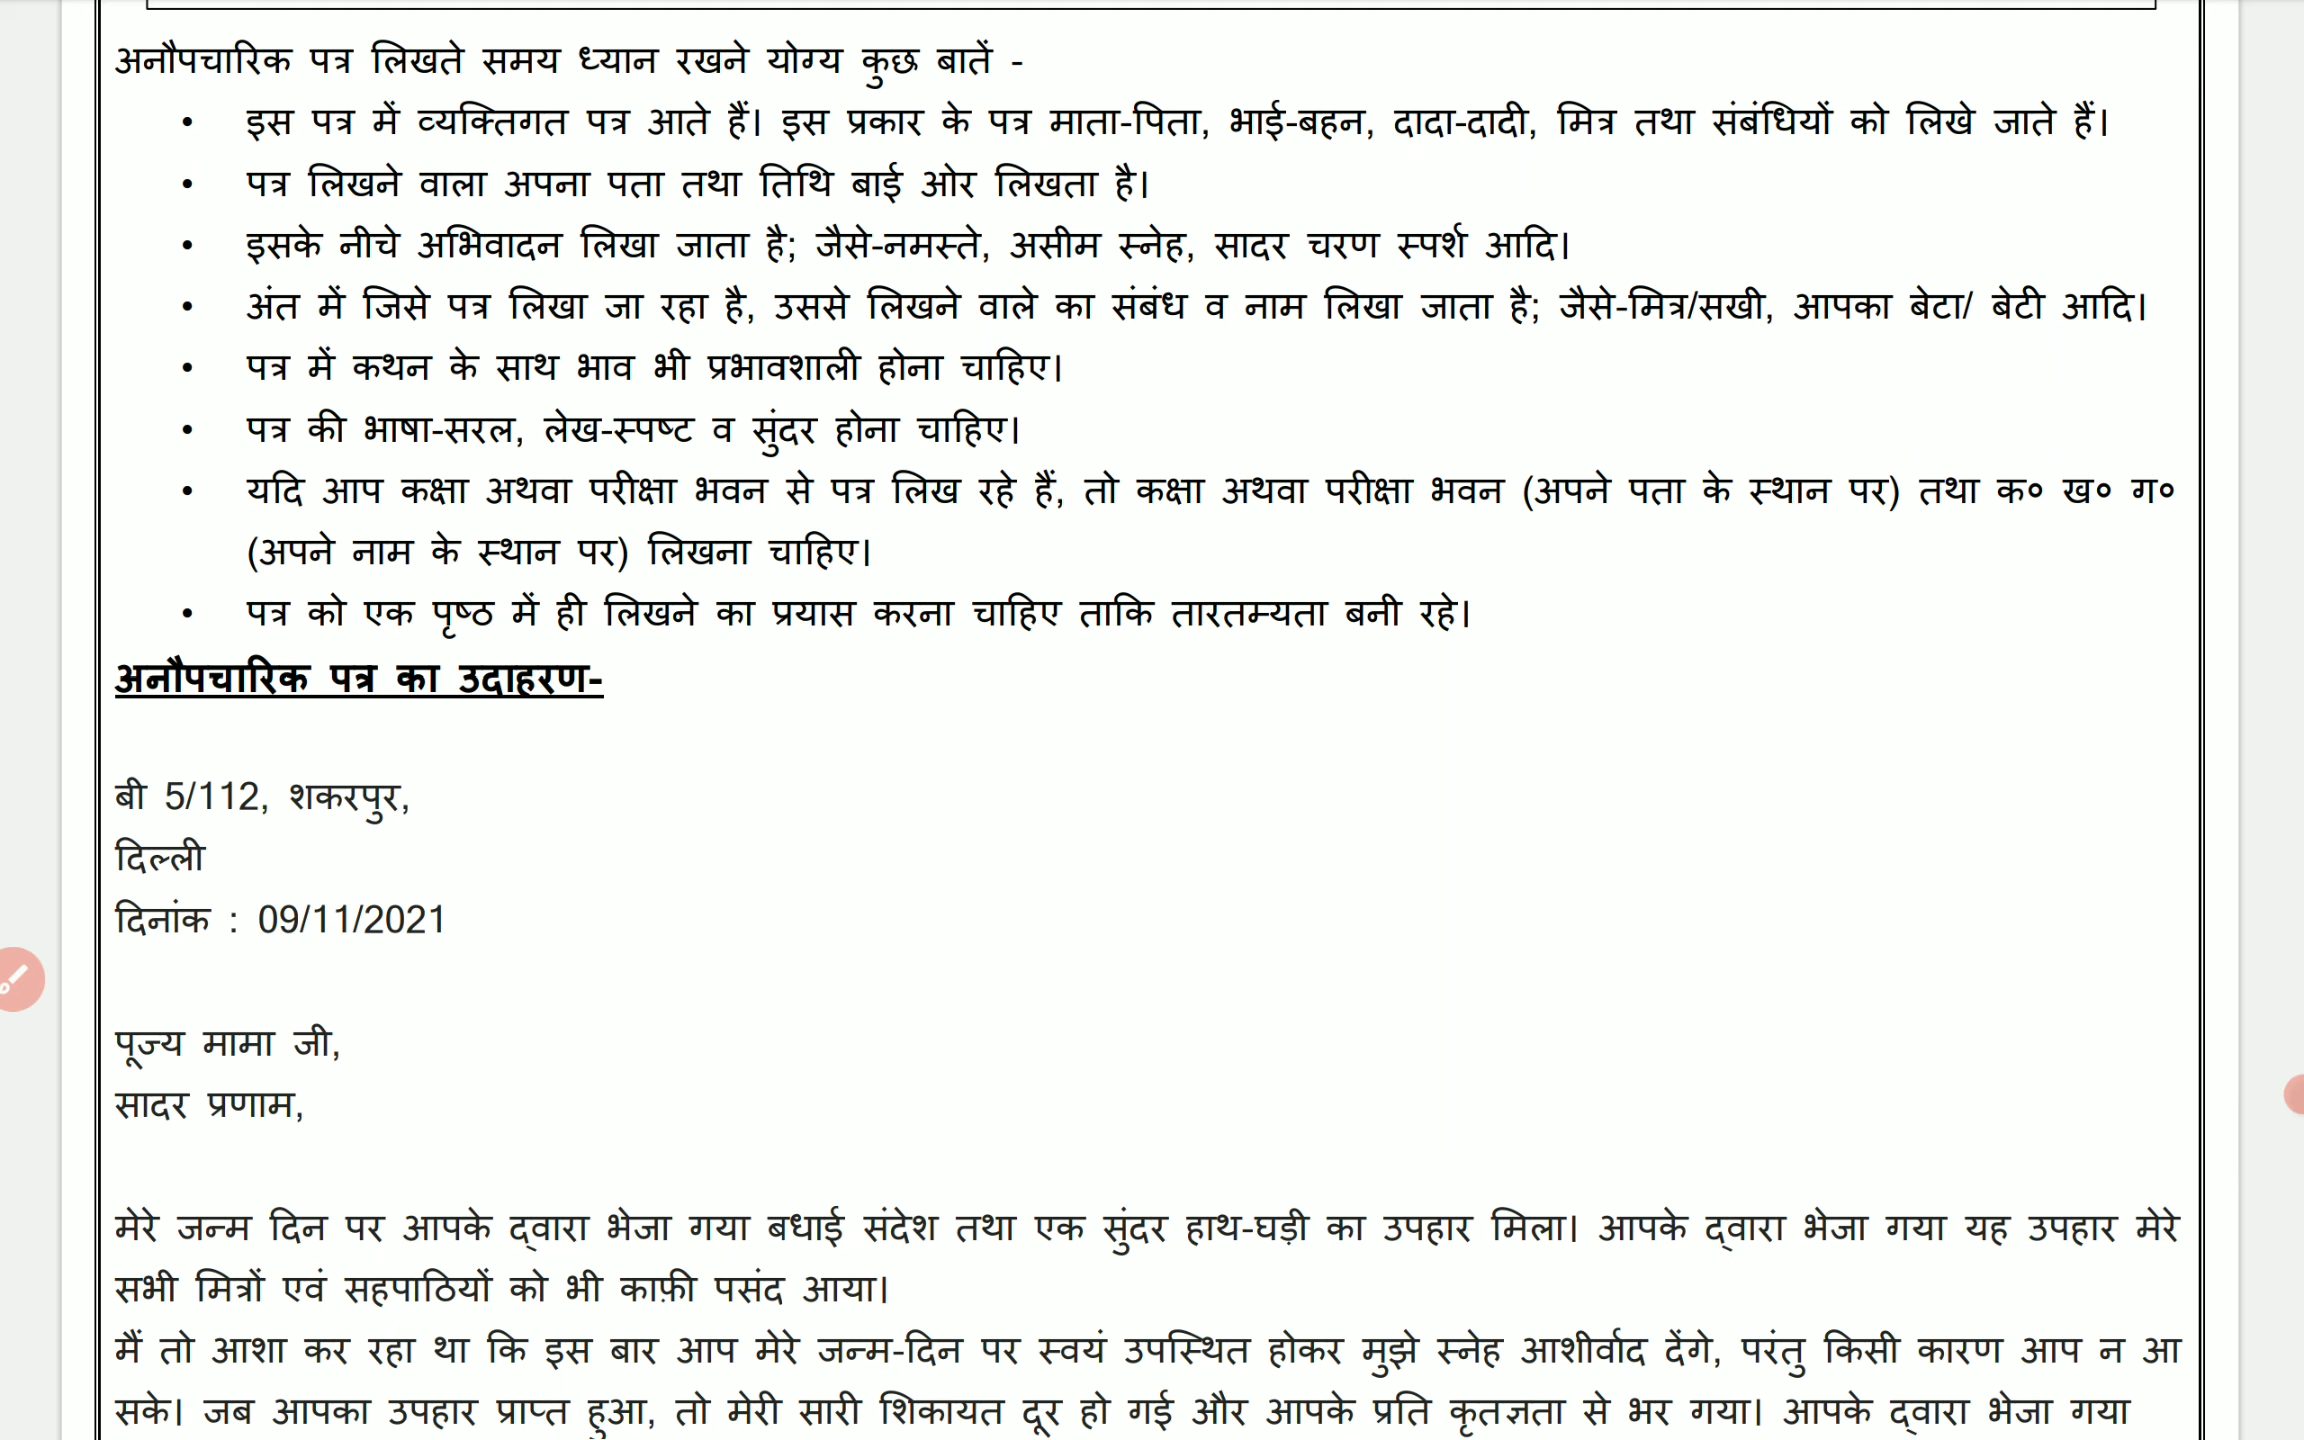 अनौपचारिक पत्र लिखते समय ध्यान रखने योग्य कुछ बातें -
• इस पत्र में व्यक्तिगत पत्र आते हैं। इस प्रकार के पत्र माता-पिता, भाई-बहन, दादा-दादी, मित्र तथा संबंधियों को लिखे जाते हैं।
• पत्र लिखने वाला अपना पता तथा तिथि बाई ओर लिखता है।
• इसके नीचे अभिवादन लिखा जाता है; जैसे-नमस्ते, असीम स्नेह, सादर चरण स्पर्श आदि।
• अंत में जिसे पत्र लिखा जा रहा है, उससे लिखने वाले का संबंध व नाम लिखा जाता है; जैसे-मित्र/सखी, आपका बेटा/ बेटी आदि।
• पत्र में कथन के साथ भाव भी प्रभावशाली होना चाहिए।
• पत्र की भाषा-सरल, लेख-स्पष्ट व सुंदर होना चाहिए।
• यदि आप कक्षा अथवा परीक्षा भवन से पत्र लिख रहे हैं, तो कक्षा अथवा परीक्षा भवन (अपने पता के स्थान पर) तथा क० ख० ग०
(अपने नाम के स्थान पर) लिखना चाहिए।
• पत्र को एक पृष्ठ में ही लिखने का प्रयास करना चाहिए ताकि तारतम्यता बनी रहे।
अनौपचारिक पत्र का उदाहरण-
बी 5/112, शकरपुर,
दिल्ली
दिनांक : 09/11/2021
पूज्य मामा जी,
सादर प्रणाम,
मेरे जन्म दिन पर आपके द्वारा भेजा गया बधाई संदेश तथा एक सुंदर हाथ-घड़ी का उपहार मिला। आपके द्वारा भेजा गया यह उपहार मेरे
सभी मित्रों एवं सहपाठियों को भी काफ़ी पसंद आया।
मैं तो आशा कर रहा था कि इस बार आप मेरे जन्म-दिन पर स्वयं उपस्थित होकर मुझे स्नेह आशीर्वाद देंगे, परंतु किसी कारण आप न आ
सके। जब आपका उपहार प्राप्त हुआ, तो मेरी सारी शिकायत दूर हो गई और आपके प्रति कृतज्ञता से भर गया। आपके द्वारा भेजा गया